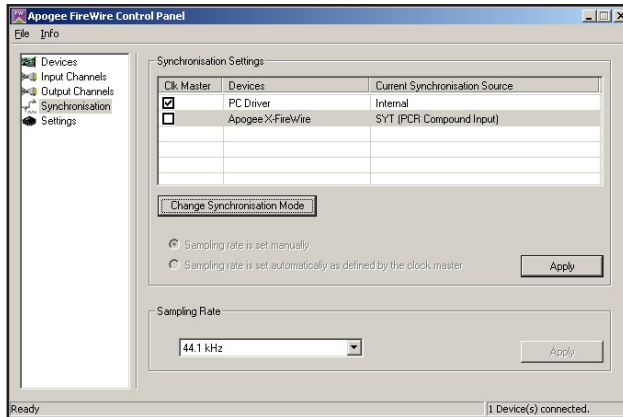 FW Apogee FireWire Control Panel
File Info
Devices
Input Channels
Output Channels
Synchronisation
Settings
Synchronisation Settings
Clk Master Devices Current Synchronisation Source
PC Driver Internal
Apogee X-FireWire SYT (PCR Compound Input)
Change Synchronisation Mode
Sampling rate is set manually
Sampling rate is set automatically as defined by the clock master
Apply
Sampling Rate
44.1 kHz
Apply
Ready
1 Device(s) connected.